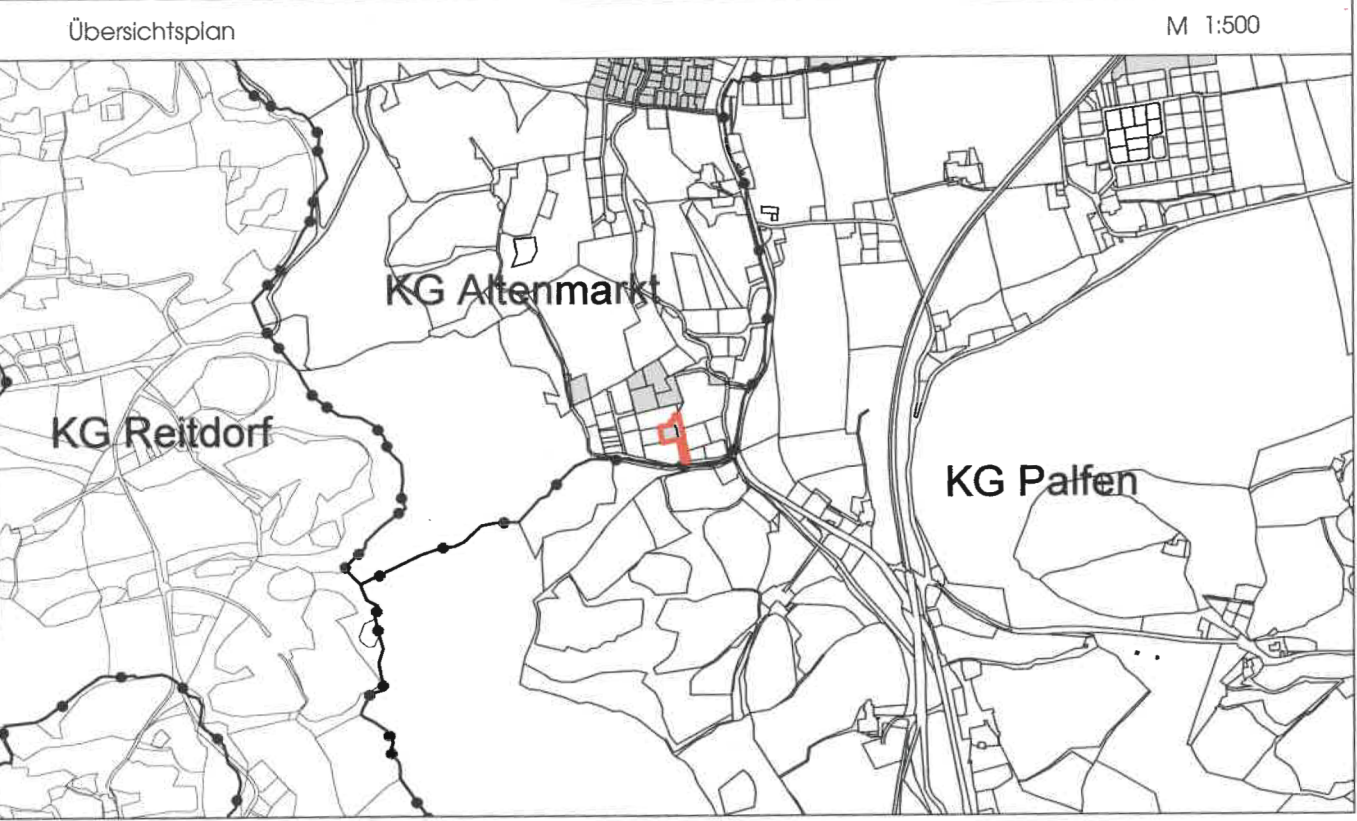 Übersichtsplan
M 1:500
KG Altenmarkt
KG Reitdorf
KG Palfen